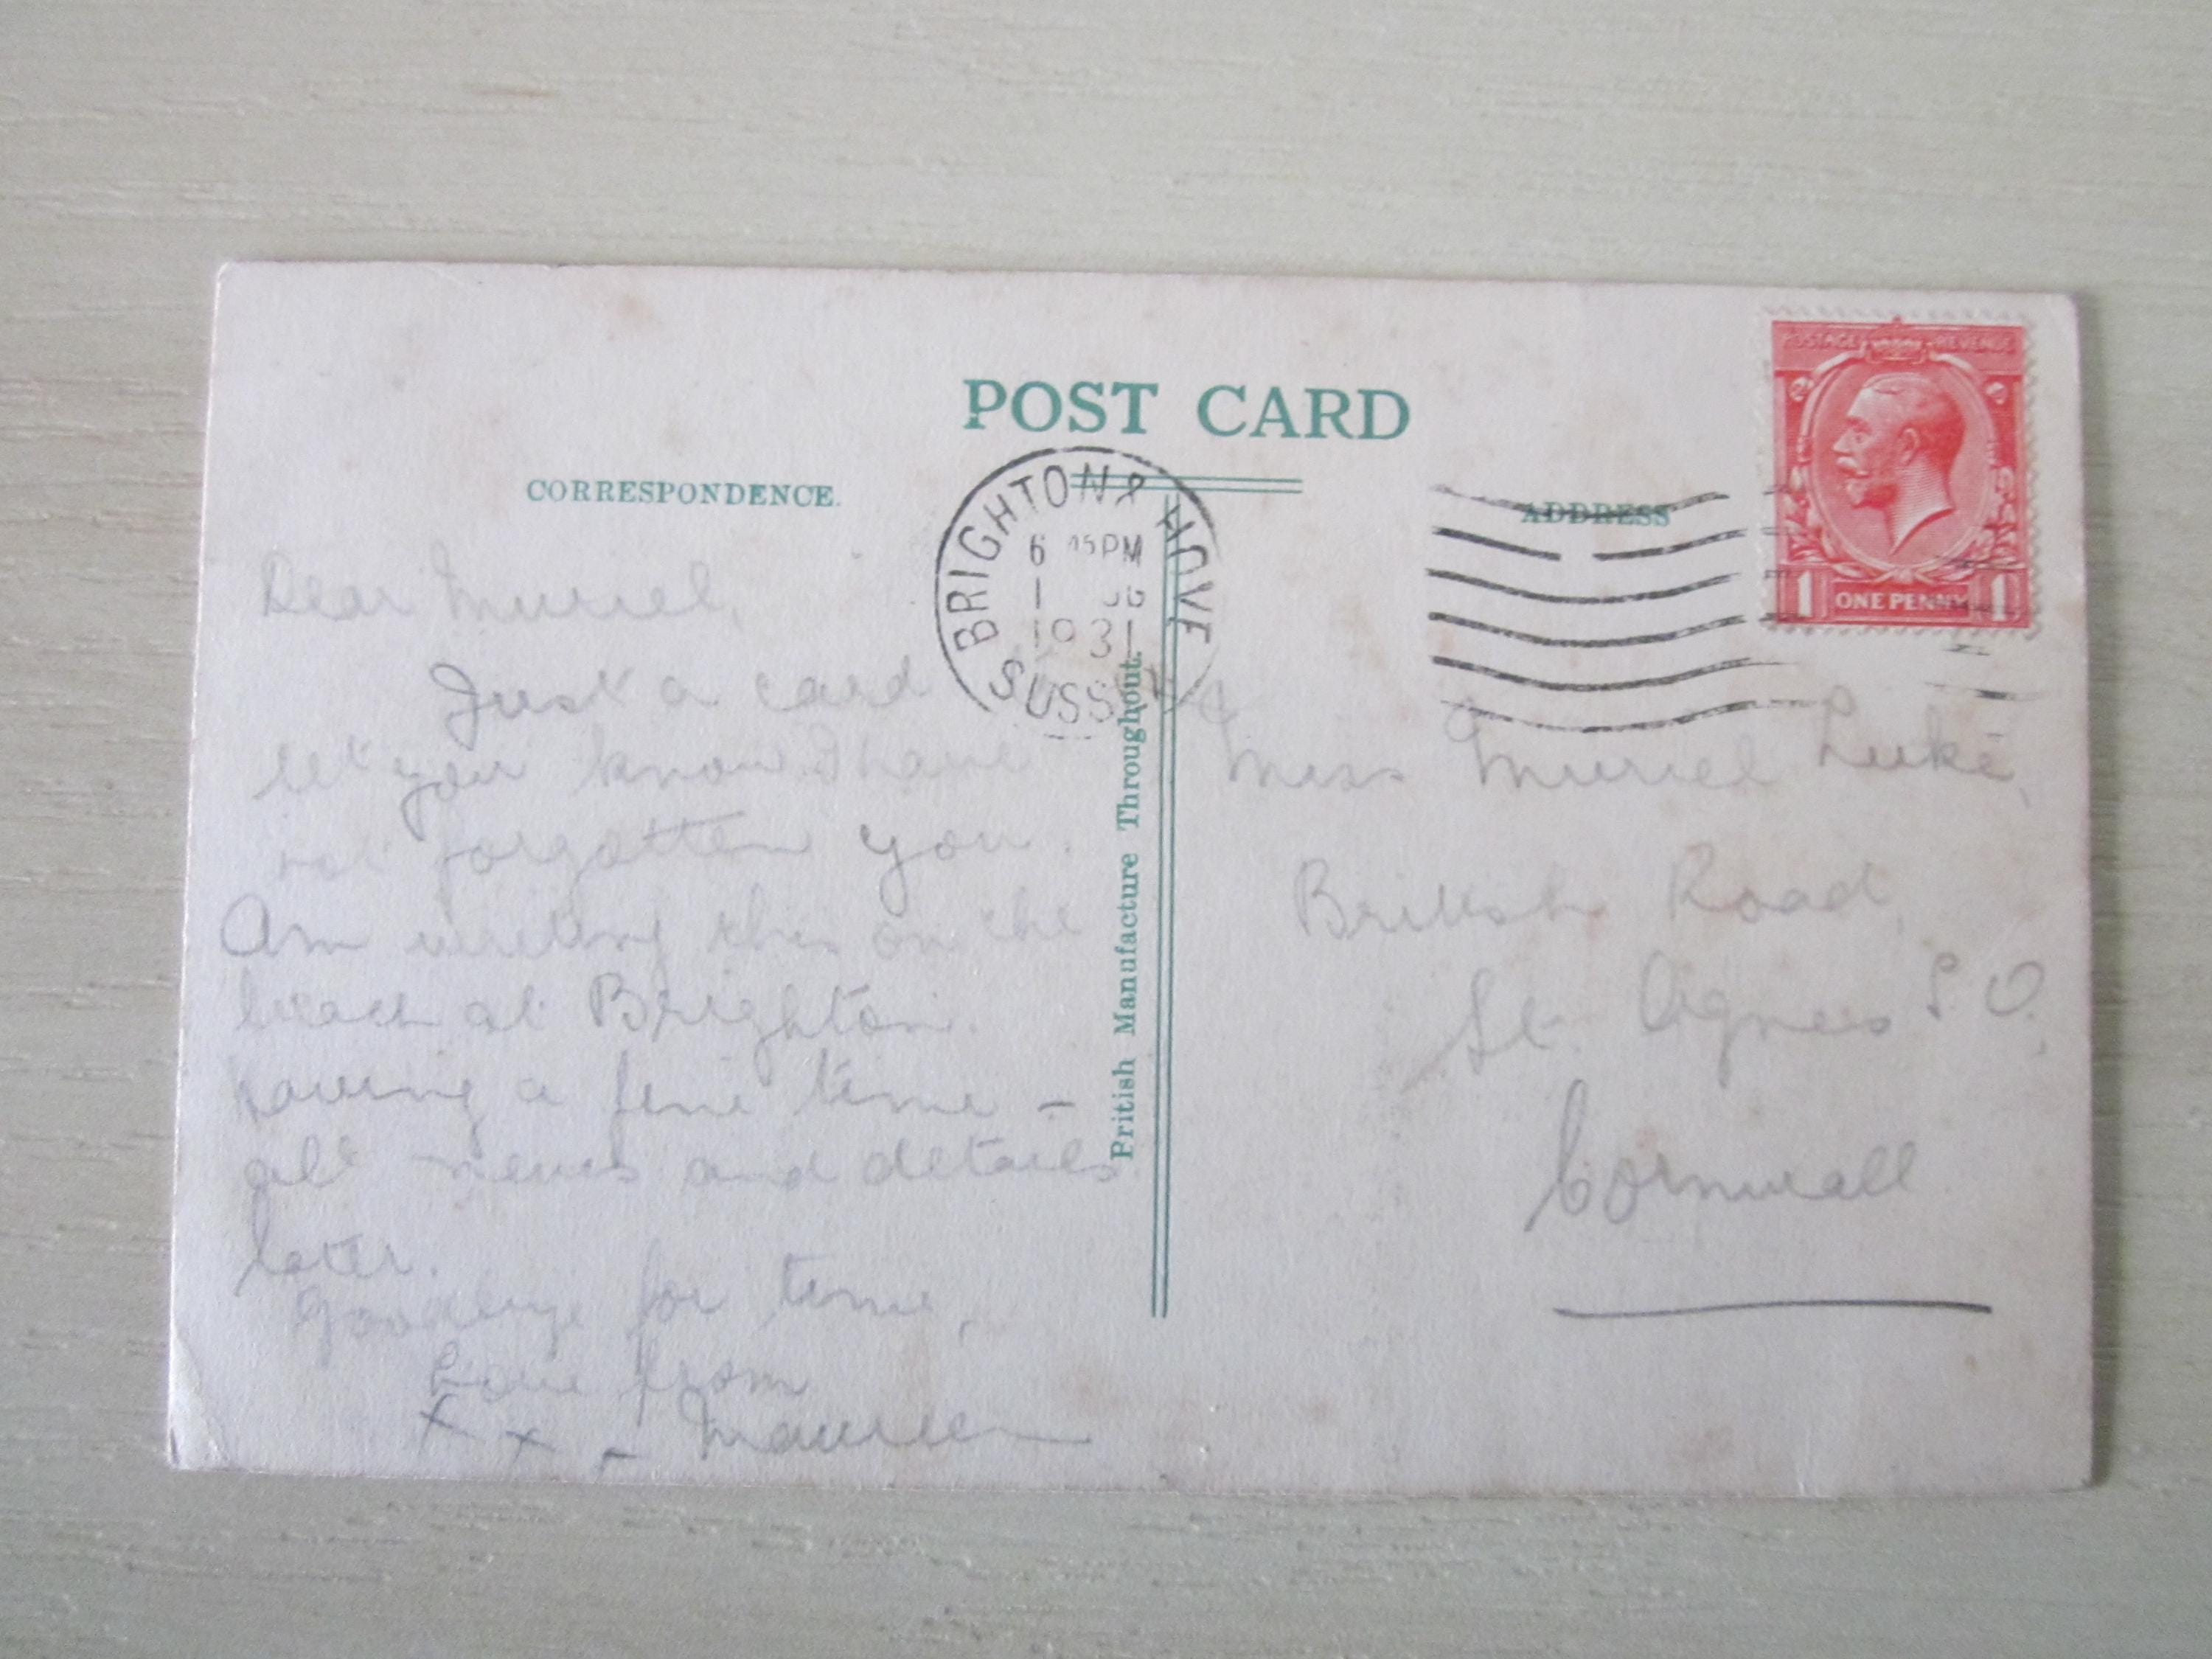 POST CARD
CORRESPONDENCE.
ADDRESS
POSTAGE REVENUE
1 ONE PENNY 1
BRIGHTON & HOVE
6 45PM
1
1931
SUSSEX
British Manufacture Throughout.
Dear Muriel,
Just a card
let you know I have
not forgotten you.
Am writing this on the
beach at Brighton.
having a fine time –
all news and details
later.
Goodbye for time,
Love from
x x – Maureen
Miss Muriel Luke,
British Road,
St. Agnes S.O.
Cornwall